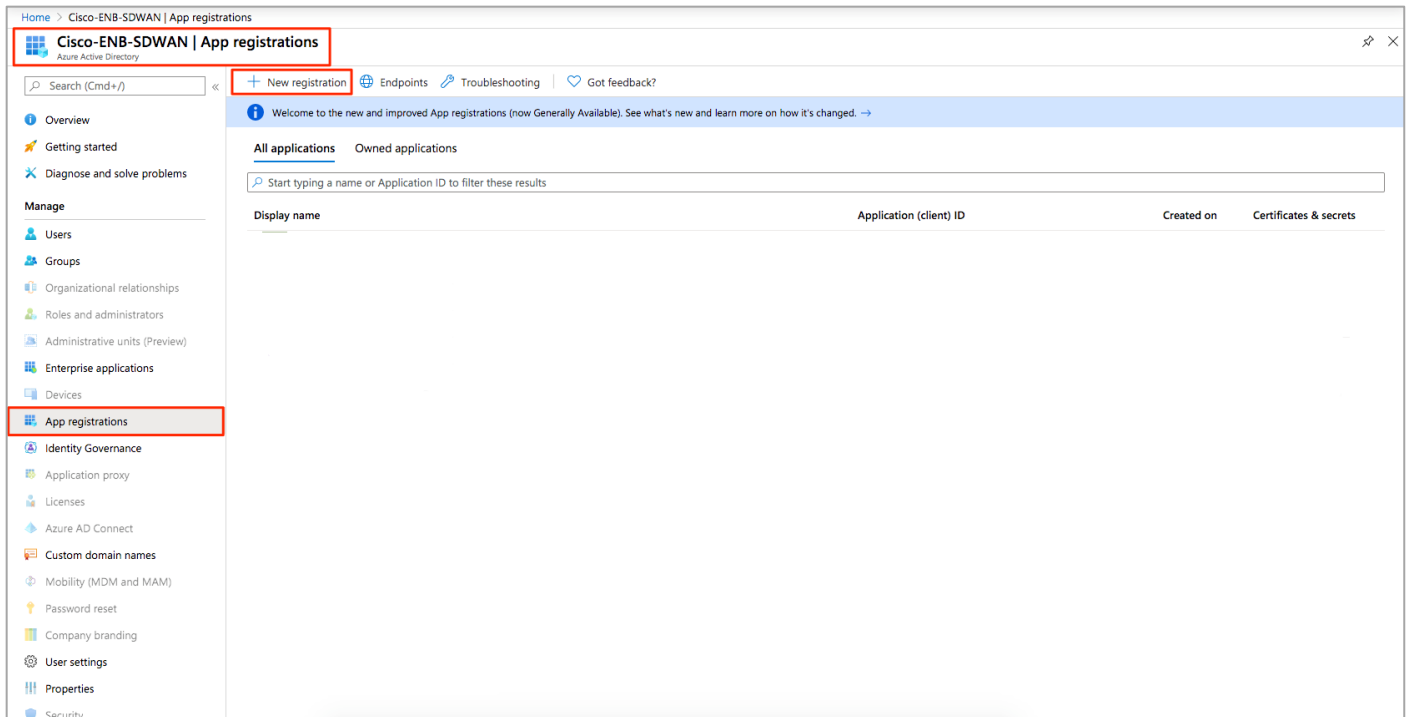 Home > Cisco-ENB-SDWAN | App registrations
Cisco-ENB-SDWAN | App registrations
Azure Active Directory
Search (Cmd+/)
«
New registration
Endpoints
Troubleshooting
Got feedback?
Welcome to the new and improved App registrations (now Generally Available). See what's new and learn more on how it's changed. →
Overview
Getting started
Diagnose and solve problems
Manage
Users
Groups
Organizational relationships
Roles and administrators
Administrative units (Preview)
Enterprise applications
Devices
App registrations
Identity Governance
Application proxy
Licenses
Azure AD Connect
Custom domain names
Mobility (MDM and MAM)
Password reset
Company branding
User settings
Properties
Security
All applications
Owned applications
Start typing a name or Application ID to filter these results
Display name
Application (client) ID
Created on
Certificates & secrets